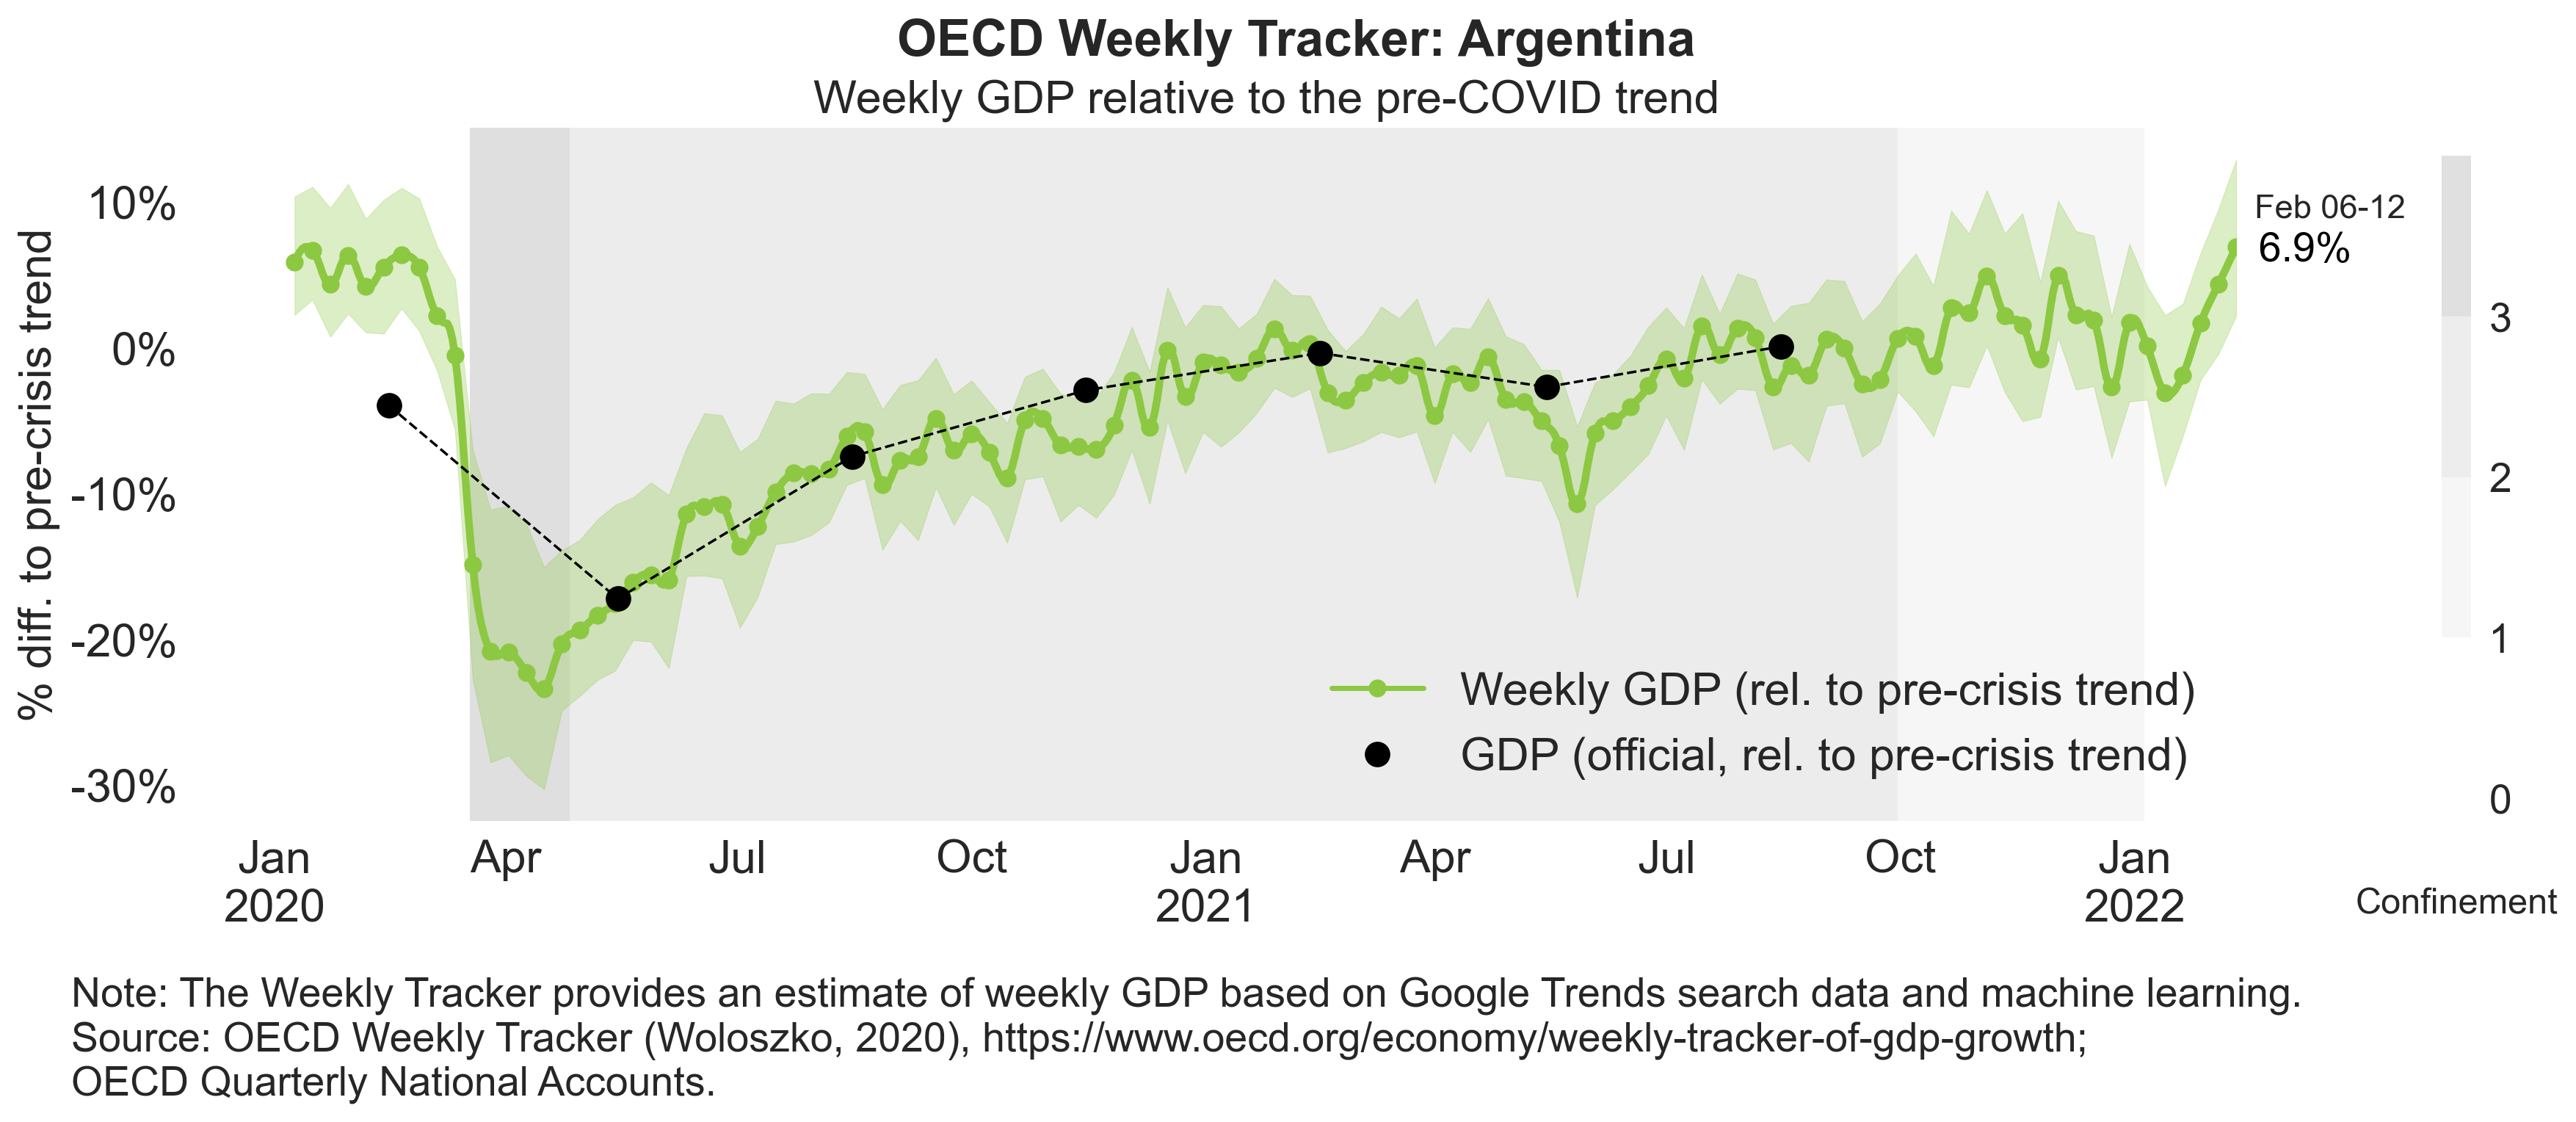 OECD Weekly Tracker: Argentina
Weekly GDP relative to the pre-COVID trend
% diff. to pre-crisis trend
10%
0%
-10%
-20%
-30%
Feb 06-12
6.9%
Weekly GDP (rel. to pre-crisis trend)
GDP (official, rel. to pre-crisis trend)
3
2
1
0
Confinement
Jan Apr Jul Oct Jan Apr Jul Oct Jan
2020 2021 2022
Note: The Weekly Tracker provides an estimate of weekly GDP based on Google Trends search data and machine learning.
Source: OECD Weekly Tracker (Woloszko, 2020), https://www.oecd.org/economy/weekly-tracker-of-gdp-growth;
OECD Quarterly National Accounts.